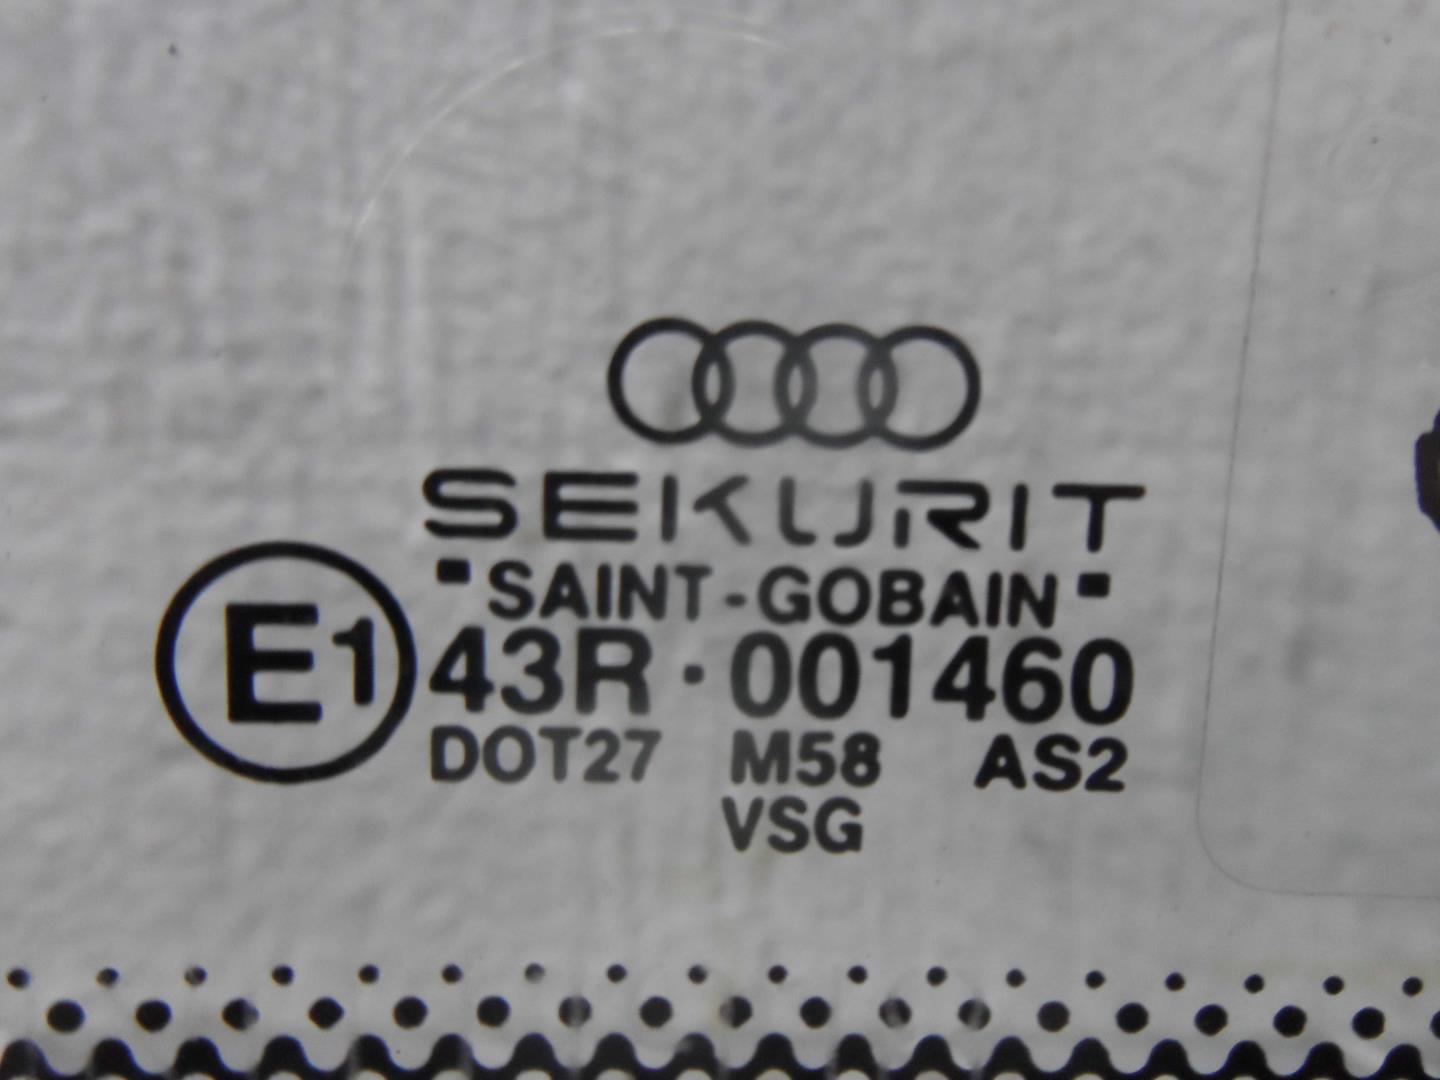 SEKURIT
"SAINT-GOBAIN"
E1 43R·001460
DOT27 M58 AS2
VSG